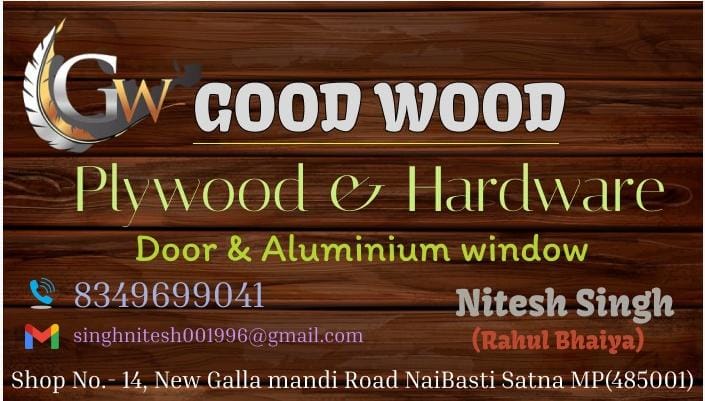 GW
GOOD WOOD
Plywood & Hardware
Door & Aluminium window
8349699041
Nitesh Singh
singhnitesh001996@gmail.com
(Rahul Bhaiya)
Shop No.- 14, New Galla mandi Road NaiBasti Satna MP(485001)